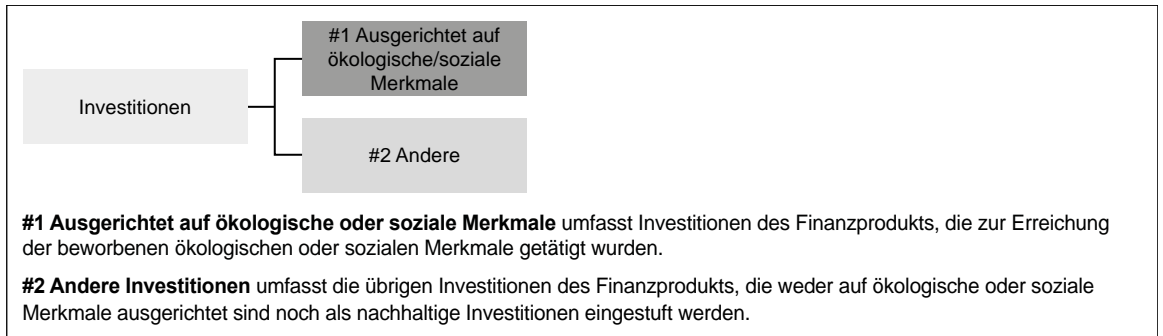 #1 Ausgerichtet auf
ökologische/soziale
Merkmale
Investitionen
#2 Andere
#1 Ausgerichtet auf ökologische oder soziale Merkmale umfasst Investitionen des Finanzprodukts, die zur Erreichung
der beworbenen ökologischen oder sozialen Merkmale getätigt wurden.
#2 Andere Investitionen umfasst die übrigen Investitionen des Finanzprodukts, die weder auf ökologische oder soziale
Merkmale ausgerichtet sind noch als nachhaltige Investitionen eingestuft werden.